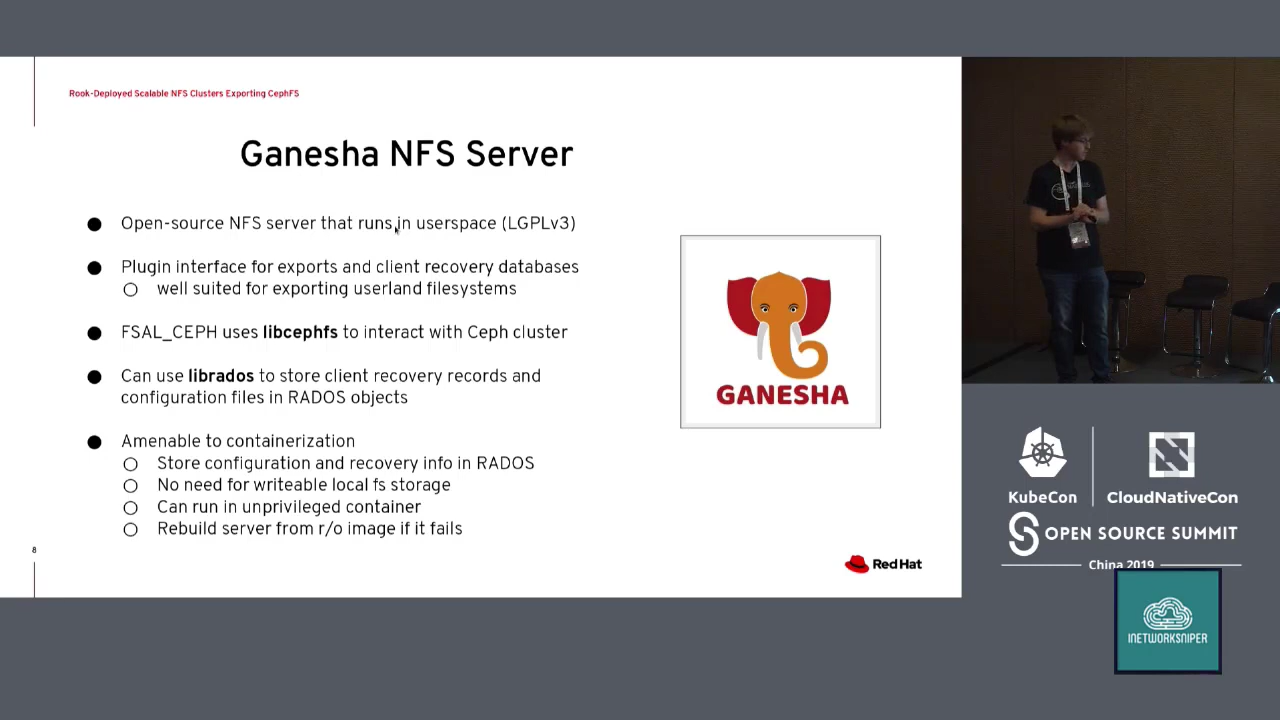 Rook-Deployed Scalable NFS Clusters Exporting CephFS
Ganesha NFS Server
Open-source NFS server that runs in userspace (LGPLv3)
Plugin interface for exports and client recovery databases
well suited for exporting userland filesystems
FSAL_CEPH uses libcephfs to interact with Ceph cluster
Can use librados to store client recovery records and
configuration files in RADOS objects
Amenable to containerization
Store configuration and recovery info in RADOS
No need for writeable local fs storage
Can run in unprivileged container
Rebuild server from r/o image if it fails
8
GANESHA
Red Hat
KubeCon
CloudNativeCon
OPEN SOURCE SUMMIT
China 2019
INETWORKSNIPER